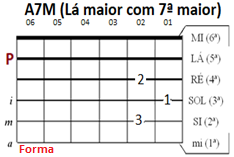 A7M (Lá maior com 7ª maior)
06 05 04 03 02 01
MI (6ª)
P LÁ (5ª)
2 RÉ (4ª)
i 1 SOL (3ª)
m 3 SI (2ª)
a mi (1ª)
Forma